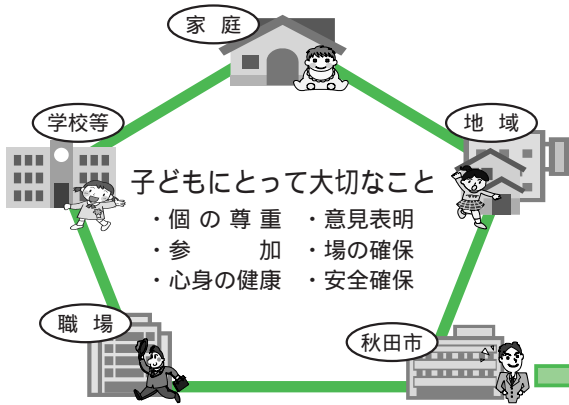 家 庭
学校等
地 域
子どもにとって大切なこと
・個 の 尊 重 ・意見表明
・参 加 ・場の確保
・心身の健康 ・安全確保
職 場
秋田市